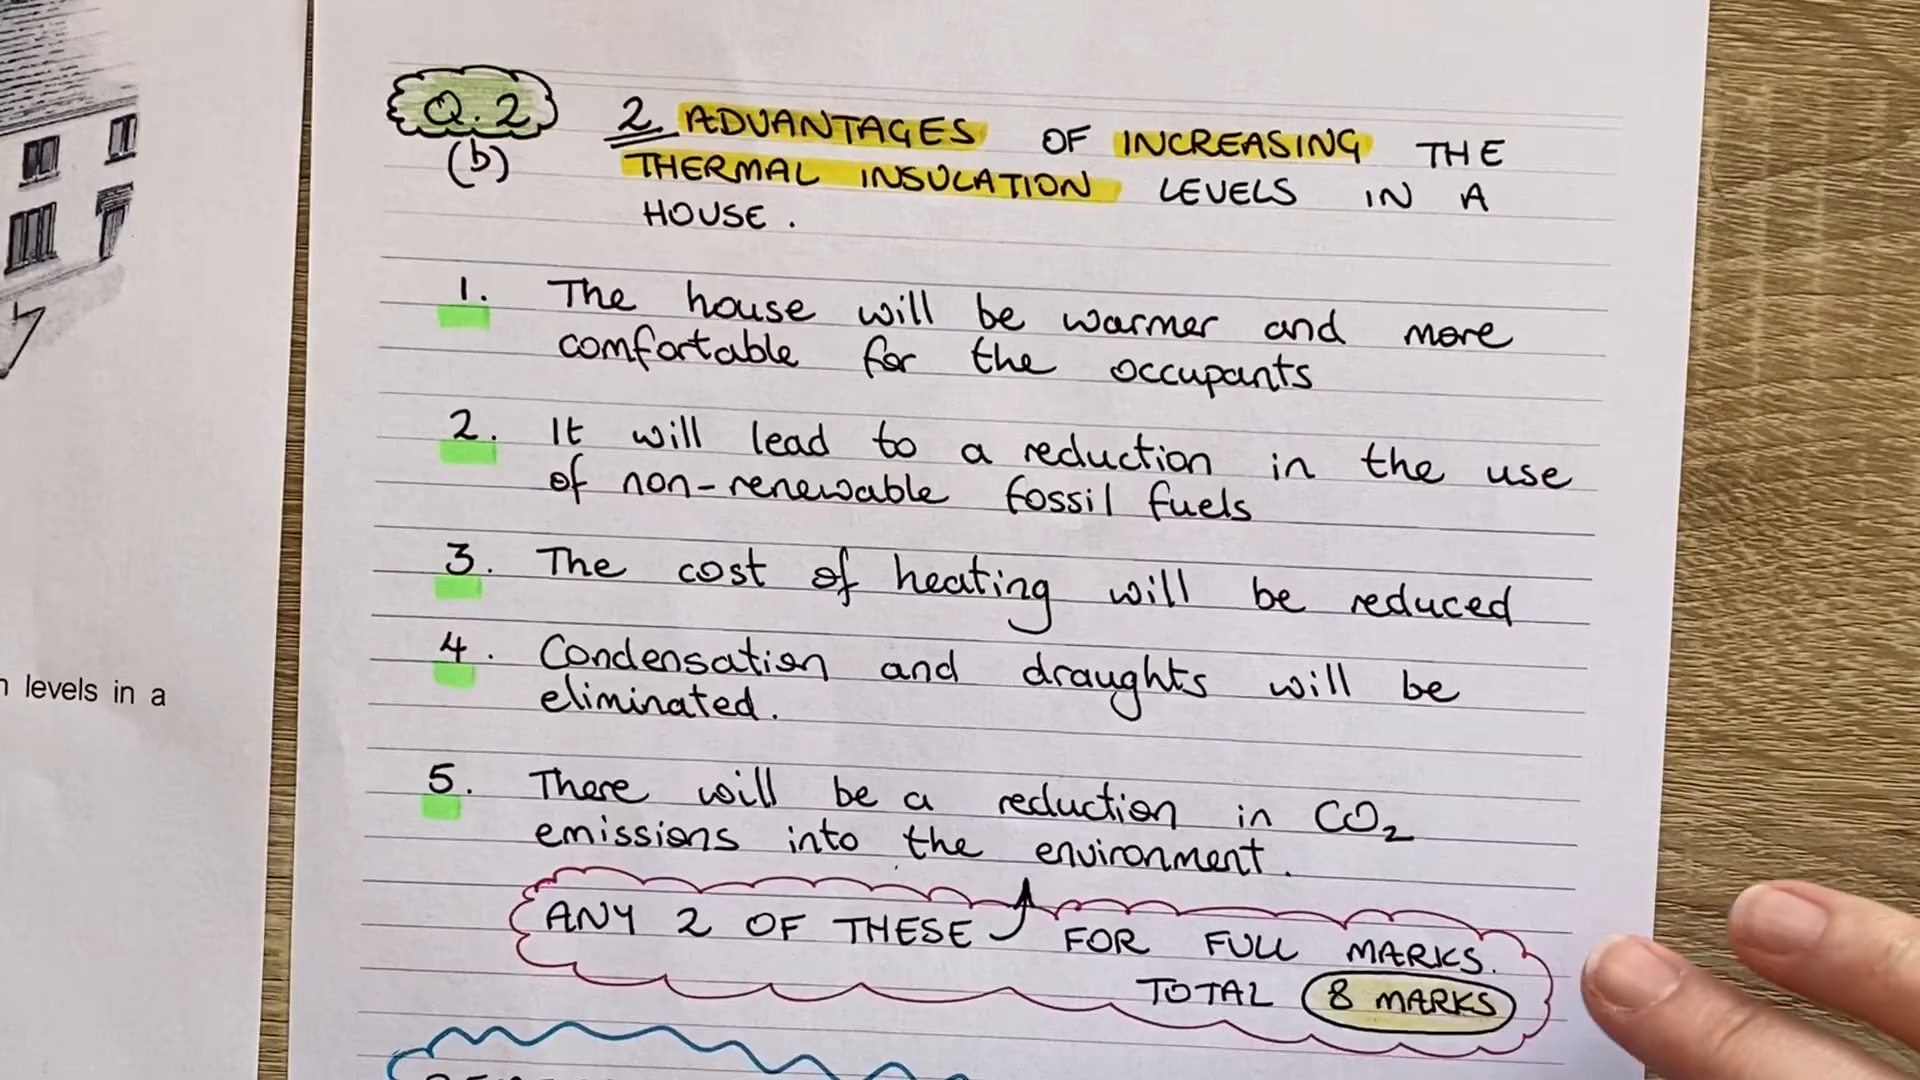 Q.2
(b)
2 ADVANTAGES OF INCREASING THE
THERMAL INSULATION LEVELS IN A
HOUSE.
1. The house will be warmer and more
comfortable for the occupants
2. It will lead to a reduction in the use
of non-renewable fossil fuels
3. The cost of heating will be reduced
4. Condensation and draughts will be
eliminated.
5. There will be a reduction in CO₂
emissions into the environment.
ANY 2 OF THESE FOR FULL MARKS.
TOTAL 8 MARKS
levels in a